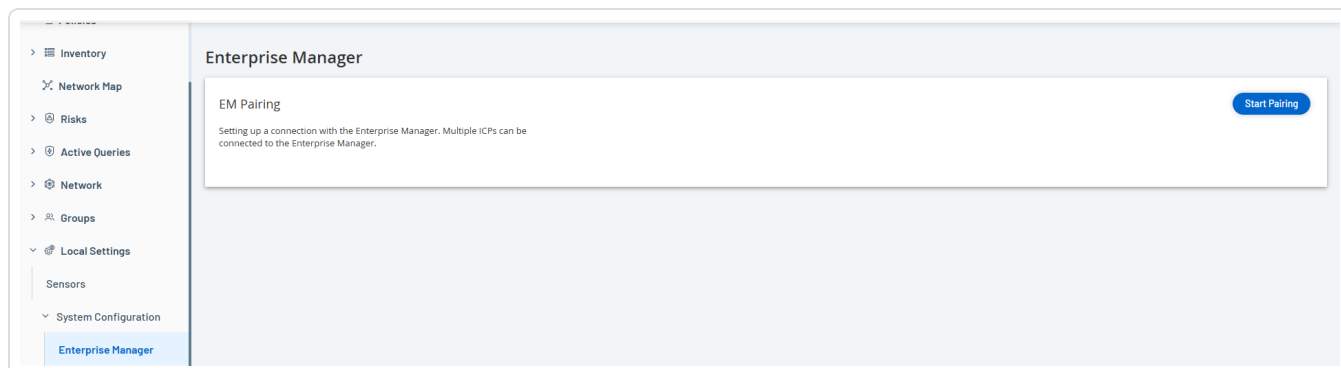 Inventory
Network Map
Risks
Active Queries
Network
Groups
Local Settings
Sensors
System Configuration
Enterprise Manager
Enterprise Manager
EM Pairing
Start Pairing
Setting up a connection with the Enterprise Manager. Multiple ICPs can be
connected to the Enterprise Manager.